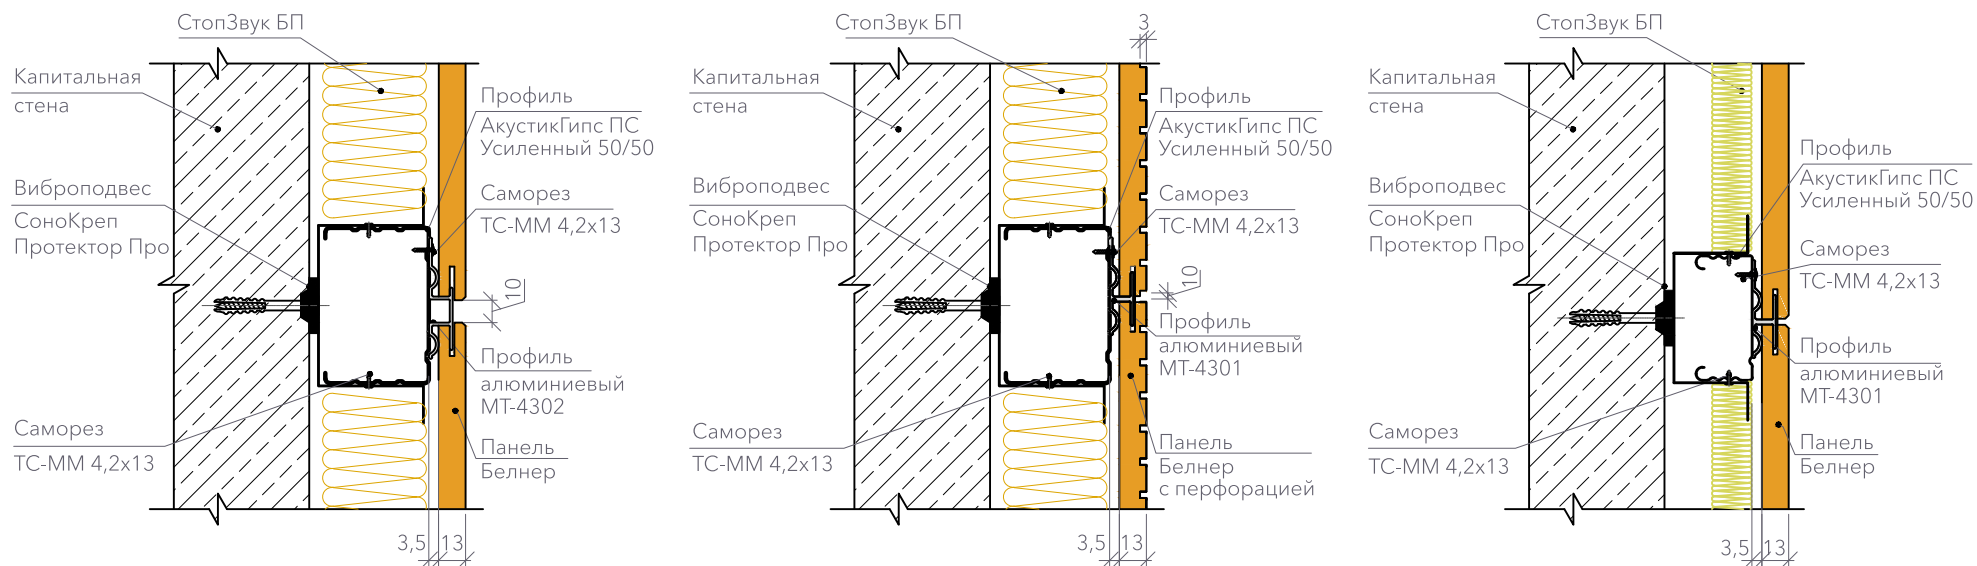 СтопЗвук БП
Капитальная
стена
Профиль
АкустикГипс ПС
Усиленный 50/50
Виброподвес
СоноКреп
Протектор Про
Саморез
ТС-ММ 4,2х13
10
Профиль
алюминиевый
МТ-4302
Саморез
ТС-ММ 4,2х13
Панель
Белнер
3,5
13
СтопЗвук БП
3
Капитальная
стена
Профиль
АкустикГипс ПС
Усиленный 50/50
Виброподвес
СоноКреп
Протектор Про
Саморез
ТС-ММ 4,2х13
10
Профиль
алюминиевый
МТ-4301
Саморез
ТС-ММ 4,2х13
Панель
Белнер
с перфорацией
3,5
13
СтопЗвук БП
Капитальная
стена
Профиль
АкустикГипс ПС
Усиленный 50/50
Виброподвес
СоноКреп
Протектор Про
Саморез
ТС-ММ 4,2х13
Профиль
алюминиевый
МТ-4301
Саморез
ТС-ММ 4,2х13
Панель
Белнер
3,5
13